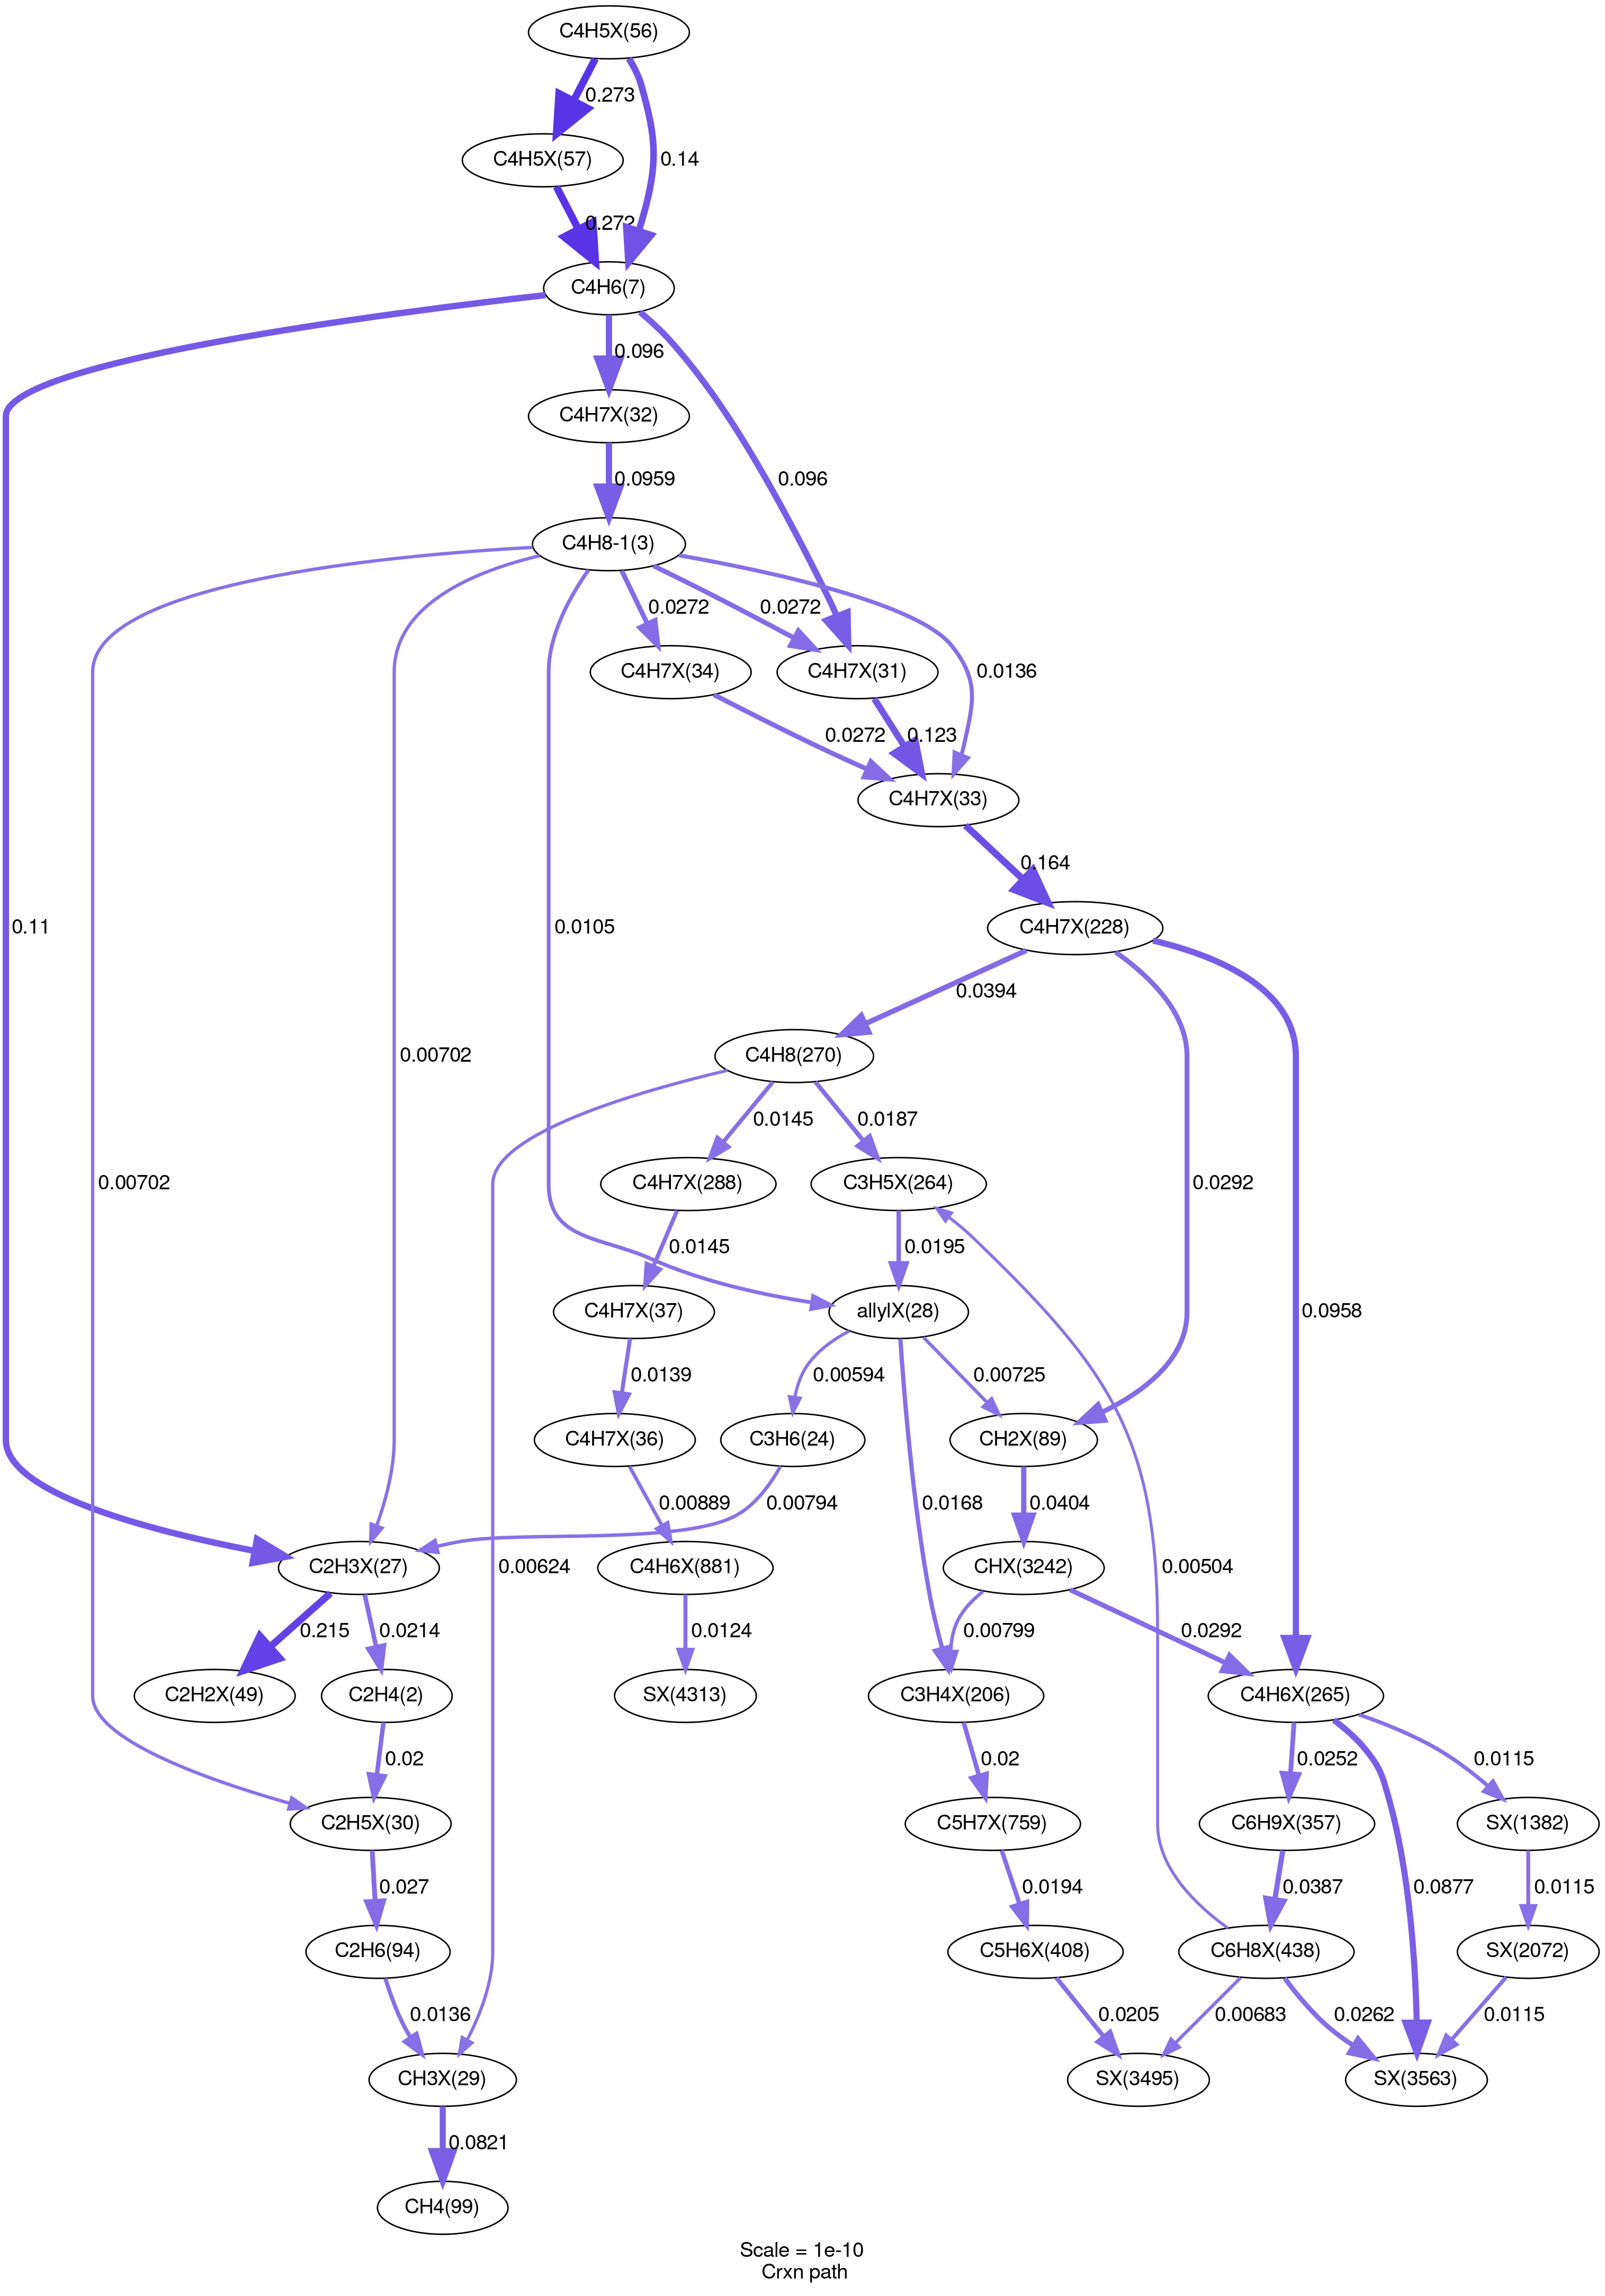 C4H5X(56)
0.273
C4H5X(57)
0.14
0.272
C4H6(7)
0.096
C4H7X(32)
0.0959
0.096
C4H8-1(3)
0.0272
0.0272
C4H7X(34)
C4H7X(31)
0.0136
0.0272
0.123
C4H7X(33)
0.164
0.11
0.0105
C4H7X(228)
0.0394
C4H8(270)
0.00702
0.0145
0.0187
0.00702
C4H7X(288)
C3H5X(264)
0.0292
0.0145
0.0195
C4H7X(37)
allylX(28)
0.0958
0.0139
0.00594
0.00725
C4H7X(36)
C3H6(24)
CH2X(89)
0.00889
0.00794
0.0168
0.0404
C2H3X(27)
0.00624
C4H6X(881)
CHX(3242)
0.00504
0.215
0.0214
0.0124
0.00799
0.0292
C2H2X(49)
C2H4(2)
SX(4313)
C3H4X(206)
C4H6X(265)
0.02
0.02
0.0252
0.0115
C2H5X(30)
C5H7X(759)
C6H9X(357)
SX(1382)
0.027
0.0194
0.0387
0.0877
0.0115
C2H6(94)
C5H6X(408)
C6H8X(438)
SX(2072)
0.0136
0.0205
0.00683
0.0262
0.0115
CH3X(29)
SX(3495)
SX(3563)
0.0821
CH4(99)
Scale = 1e-10
Crxn path